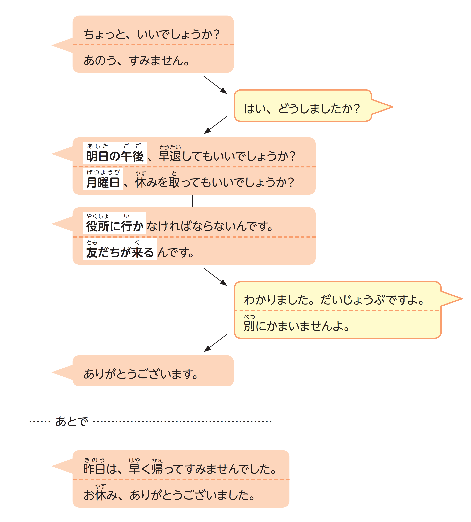 ちょっと、いいでしょうか？
あのう、すみません。
はい、どうしましたか？
明日の午後、早退してもいいでしょうか？
月曜日、休みを取ってもいいでしょうか？
役所に行かなければならないんです。
友だちが来るんです。
わかりました。だいじょうぶですよ。
別にかまいませんよ。
ありがとうございます。
あとで
昨日は、早く帰ってすみませんでした。
お休み、ありがとうございました。